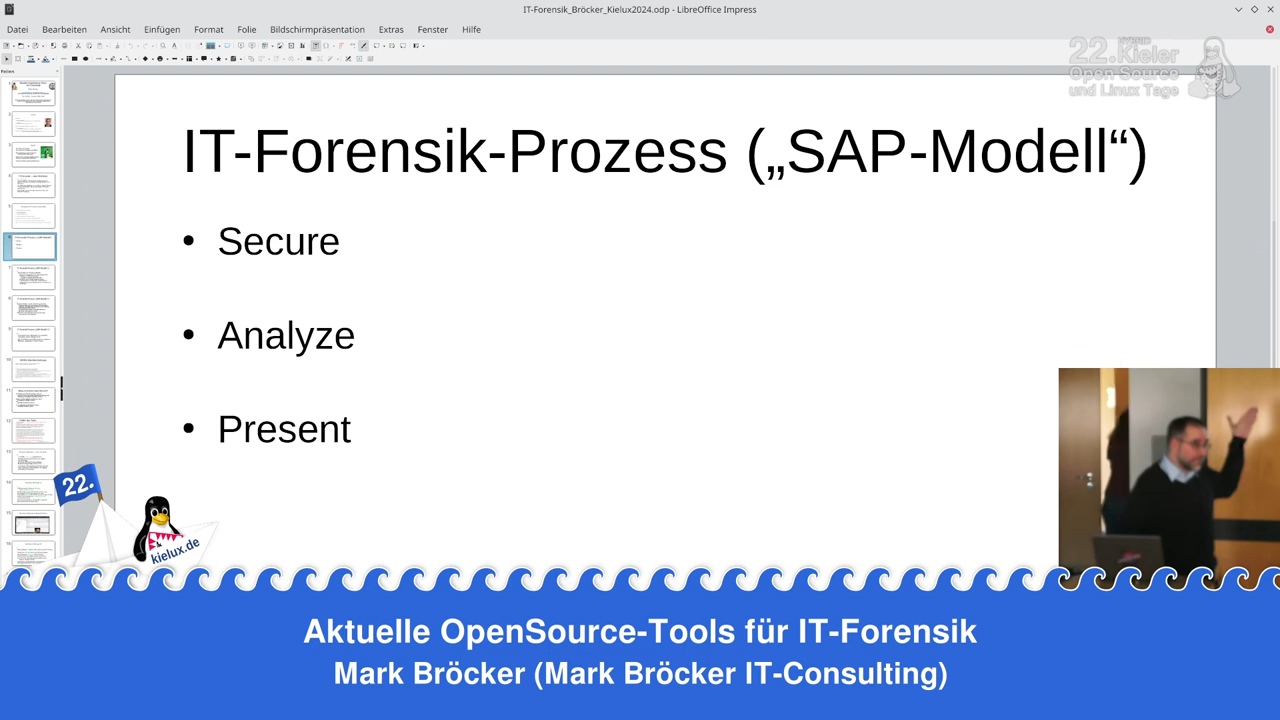 IT-Forensik_Bröcker_Kielux2024.odp - LibreOffice Impress
Datei Bearbeiten Ansicht Einfügen Format Folie Bildschirmpräsentation Extras Fenster Hilfe
Folien
22. Kieler
Open Source
und Linux Tage
IT-Forensik-Prozess („SAP-Modell“)
• Secure
• Analyze
• Present
22.
kielux.de
Aktuelle OpenSource-Tools für IT-Forensik
Mark Bröcker (Mark Bröcker IT-Consulting)